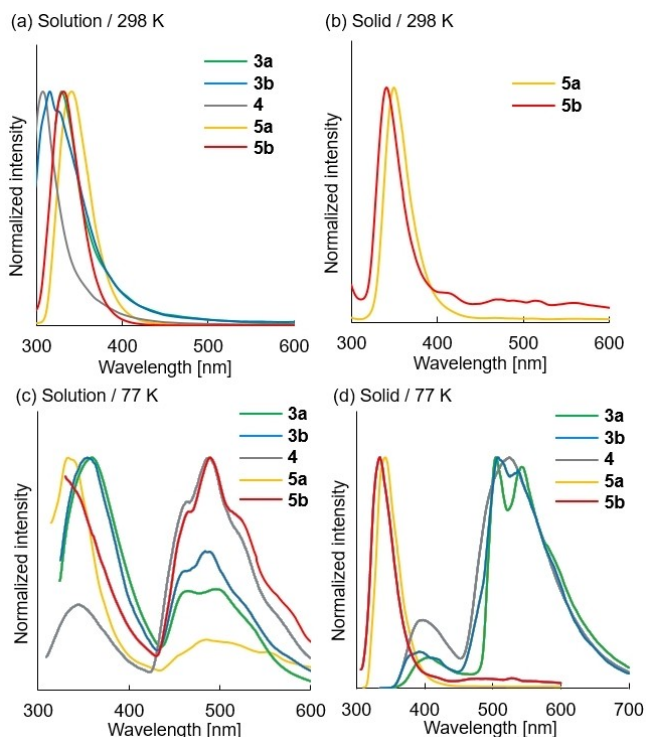 (a) Solution / 298 K
3a
3b
4
5a
5b
Normalized intensity
300 400 500 600
Wavelength [nm]
(b) Solid / 298 K
5a
5b
Normalized intensity
300 400 500 600
Wavelength [nm]
(c) Solution / 77 K
3a
3b
4
5a
5b
Normalized intensity
300 400 500 600
Wavelength [nm]
(d) Solid / 77 K
3a
3b
4
5a
5b
Normalized intensity
300 400 500 600 700
Wavelength [nm]